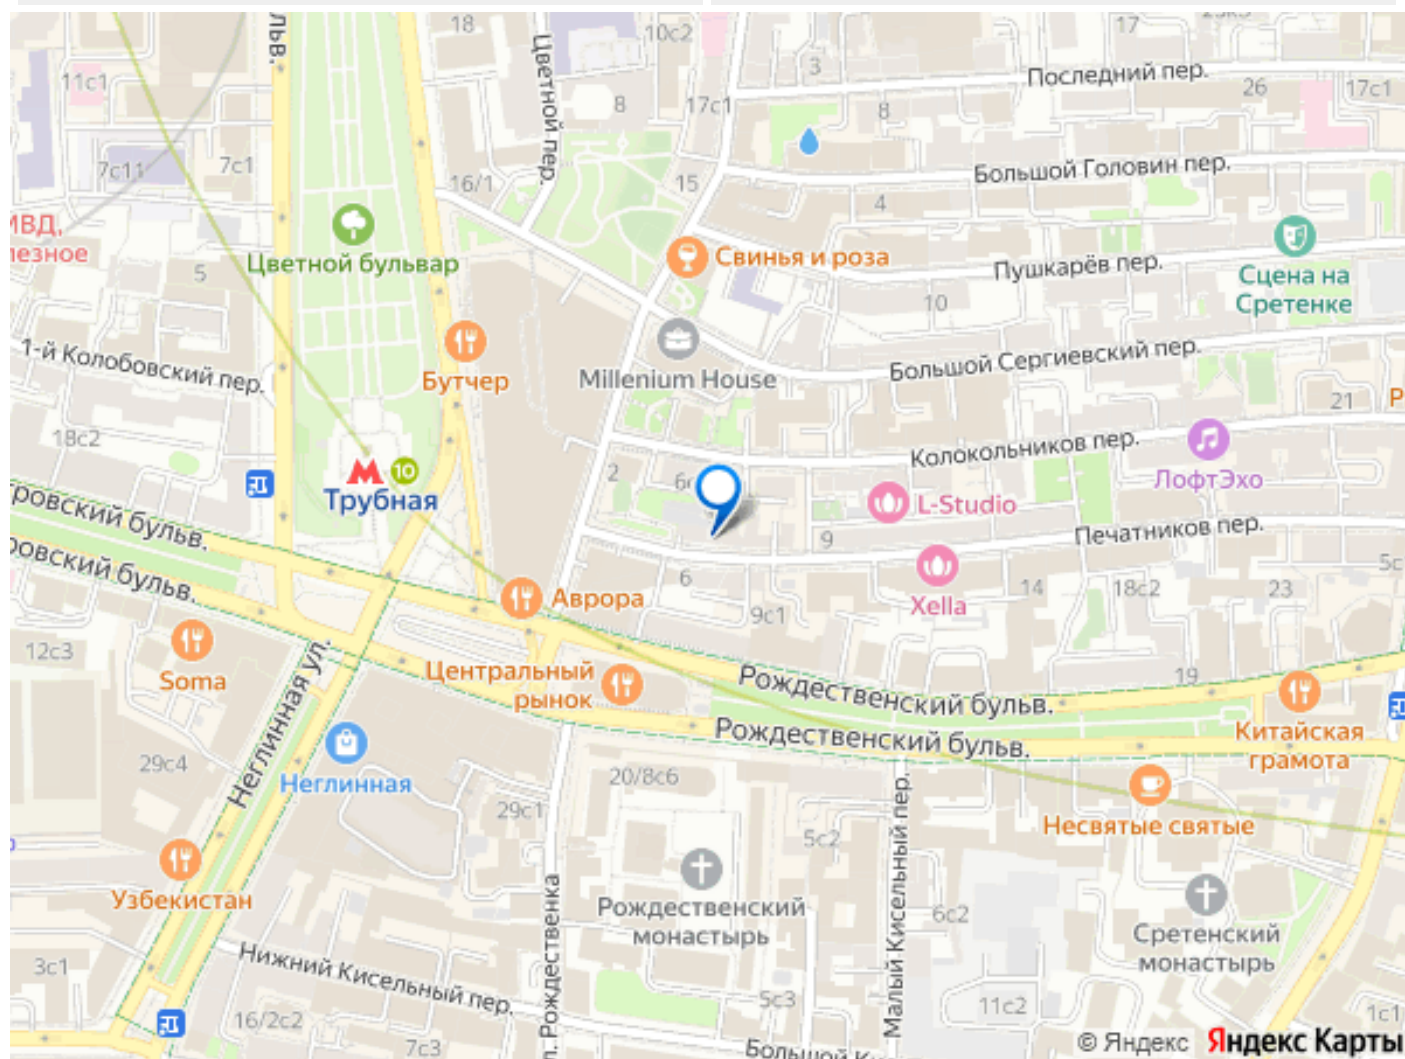 18
10с2
17
Последний пер.
3
26
17с1
11с1
8
17с1
8
Цветной пер.
7с11
7с1
16/1
15
4
Большой Головин пер.
Цветной бульвар
5
Свинья и роза
Пушкарёв пер.
Сцена на
Сретенке
10
1-й Колобовский пер.
Бутчер
Millenium House
Большой Сергиевский пер.
21
18с2
10
Трубная
2
Колокольников пер.
ЛофтЭхо
L-Studio
9
Печатников пер.
6
Аврора
Xella
14
18с2
23
9с1
12с3
Soma
Центральный
рынок
19
Рождественский бульв.
Рождественский бульв.
Китайская
грамота
Неглинная ул.
29с4
Неглинная
20/8с6
29с1
5с2
Малый Кисельный пер.
Несвятые святые
Узбекистан
Рождественский
монастырь
6с2
Сретенский
монастырь
3с1
Нижний Кисельный пер.
5с3
11с2
1с1
16/2с2
7с3
© Яндекс Яндекс Карты